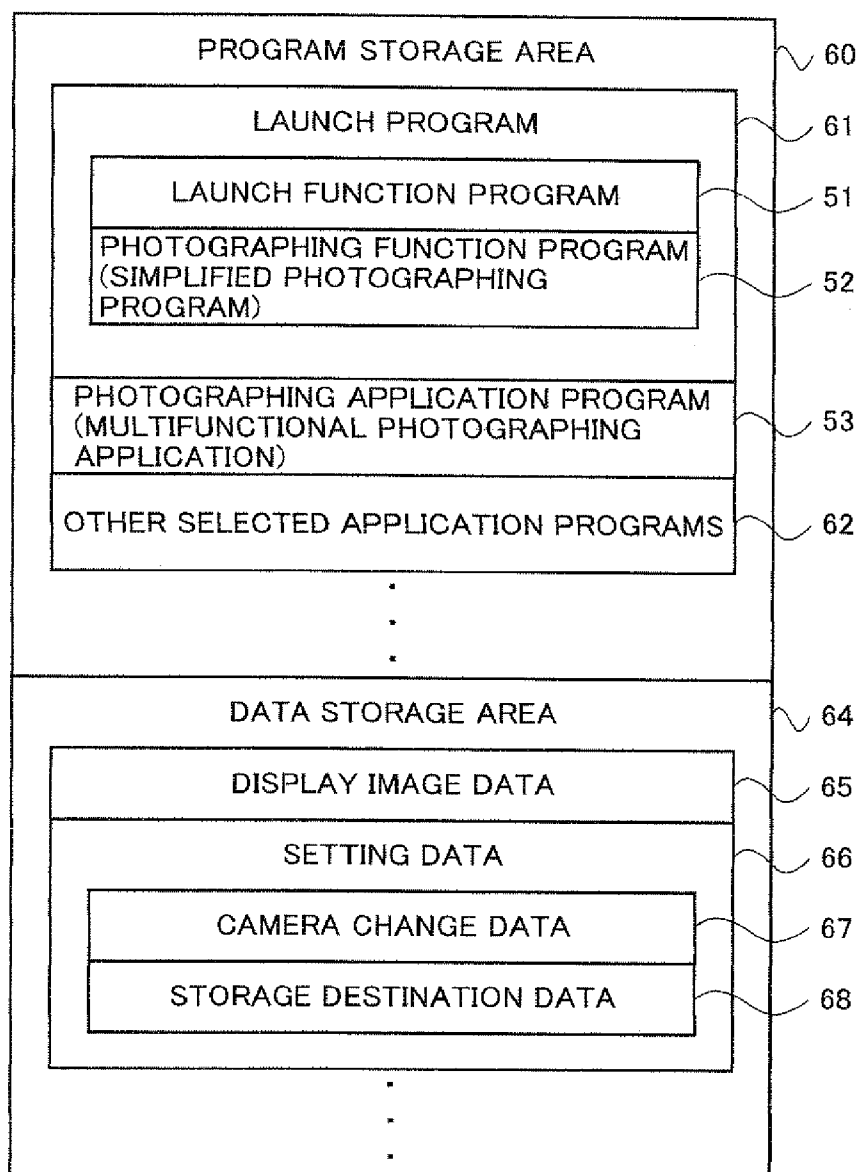 PROGRAM STORAGE AREA 60
LAUNCH PROGRAM 61
LAUNCH FUNCTION PROGRAM 51
PHOTOGRAPHING FUNCTION PROGRAM
(SIMPLIFIED PHOTOGRAPHING 52
PROGRAM)
PHOTOGRAPHING APPLICATION PROGRAM
(MULTIFUNCTIONAL PHOTOGRAPHING 53
APPLICATION)
OTHER SELECTED APPLICATION PROGRAMS 62
DATA STORAGE AREA 64
DISPLAY IMAGE DATA 65
SETTING DATA 66
CAMERA CHANGE DATA 67
STORAGE DESTINATION DATA 68